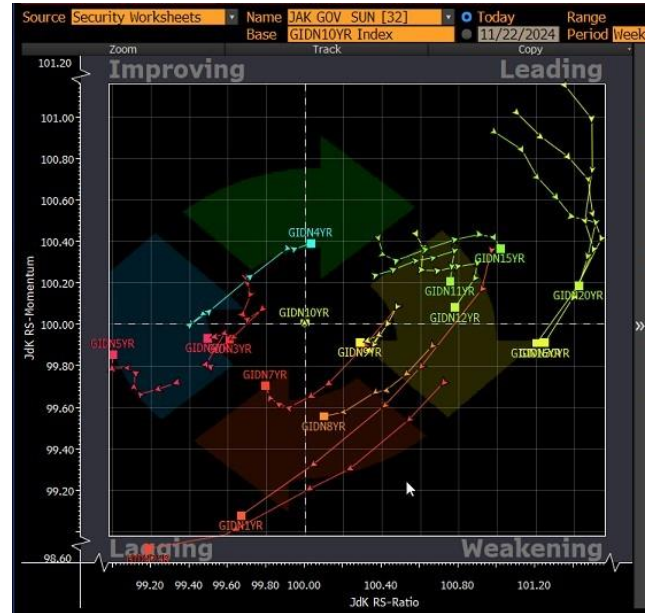 Source Security Worksheets Name JAK GOV SUN [32] Today Range
Base GIDN10YR Index 11/22/2024 Period Week
Zoom Track Copy
Improving Leading
101.20
101.00
100.80
100.60
100.40
100.20
100.00
99.80
99.60
99.40
99.20
98.60
JdK RS-Momentum
GIDN4YR
GIDN15YR
GIDN11YR
GIDN20YR
GIDN12YR
GIDN10YR
GIDN5YR
GIDN9YR
GIDN7YR
GIDN8YR
GIDN1YR
Lagging Weakening
99.20 99.40 99.60 99.80 100.00 100.40 100.80 101.20
JdK RS-Ratio
»